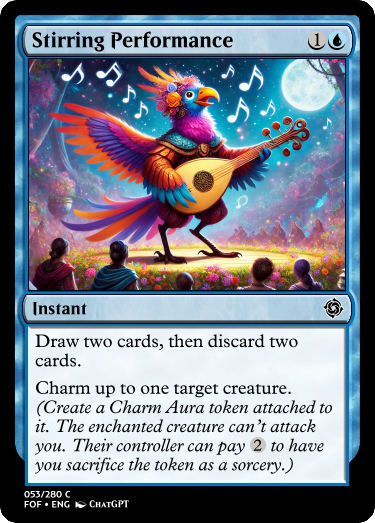 Stirring Performance 1
Instant
Draw two cards, then discard two
cards.
Charm up to one target creature.
(Create a Charm Aura token attached to
it. The enchanted creature can't attack
you. Their controller can pay 2 to have
you sacrifice the token as a sorcery.)
053/280 C
FOF • ENG ChatGPT